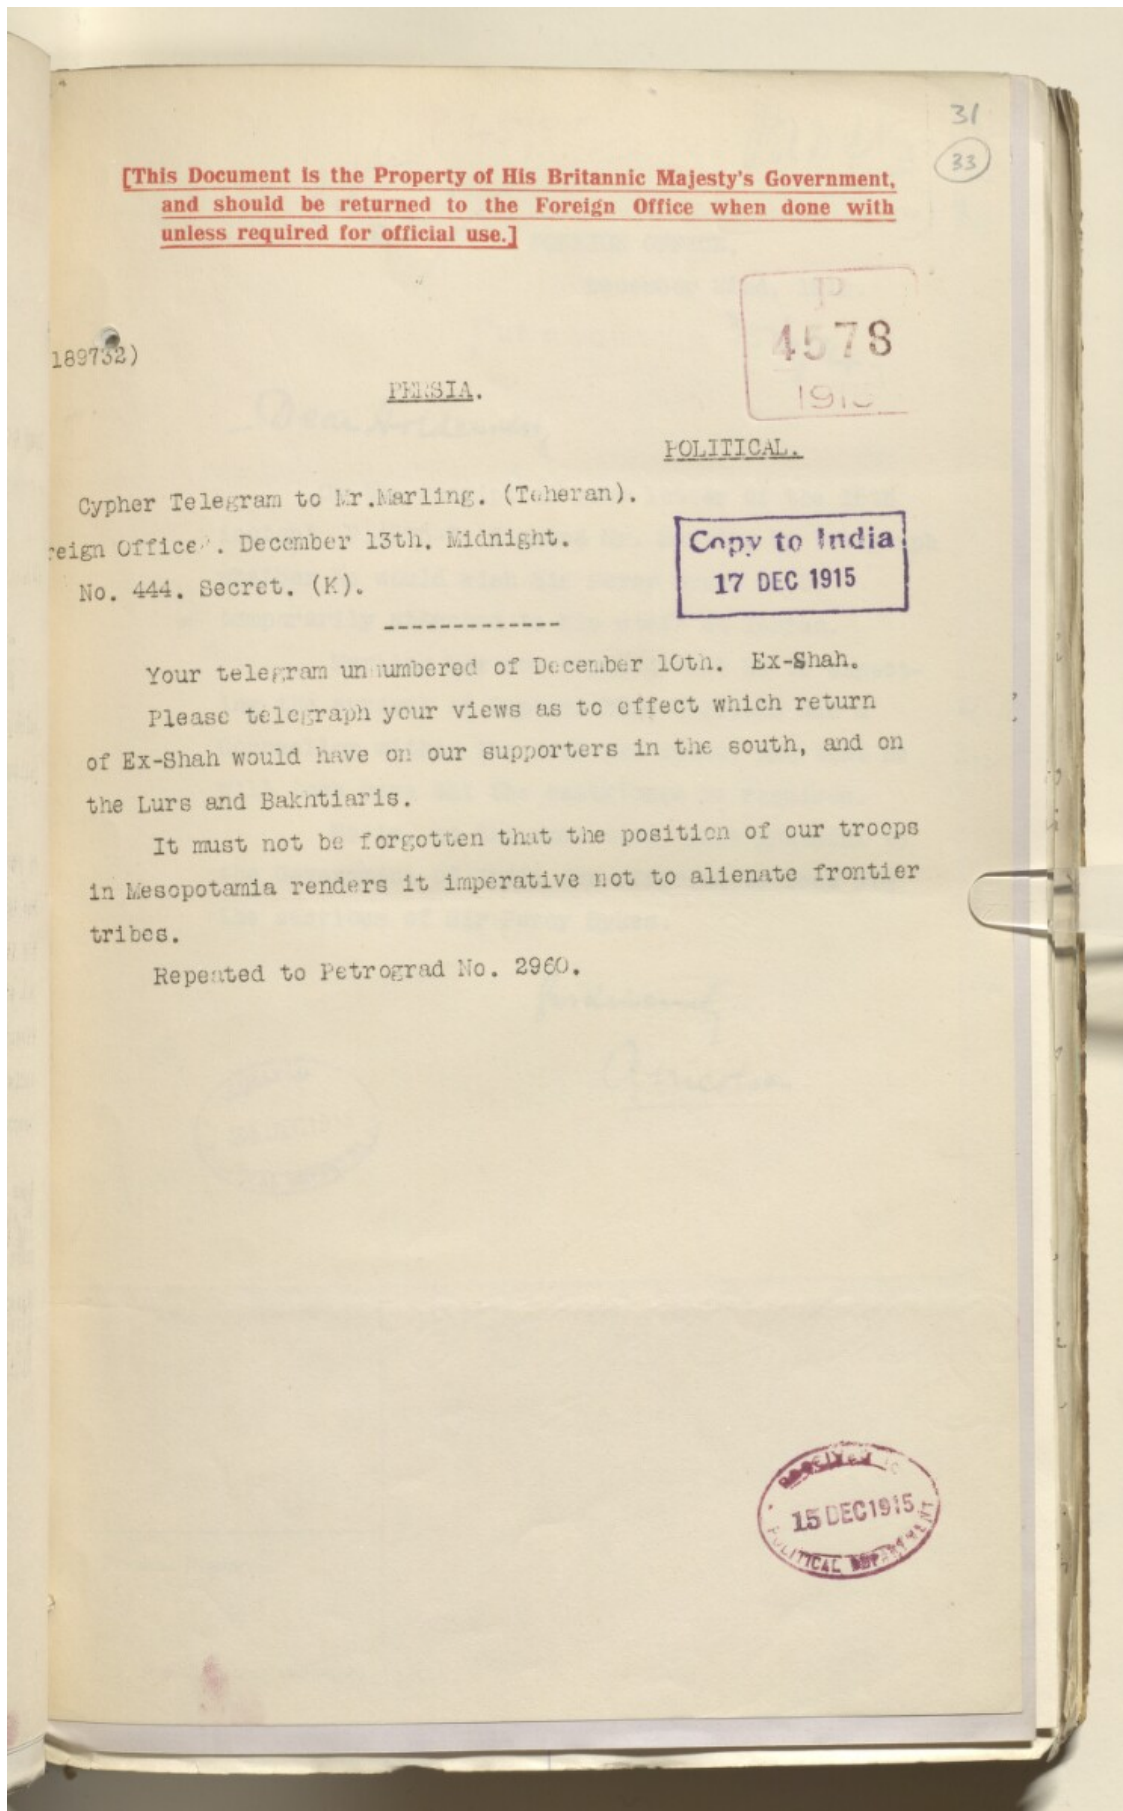 31
33
[This Document is the Property of His Britannic Majesty's Government,
and should be returned to the Foreign Office when done with
unless required for official use.]
P
4578
191
189732)
PERSIA.
POLITICAL.
Cypher Telegram to Mr.Marling. (Teheran).
reign Office. December 13th. Midnight.
No. 444. Secret. (K).
Copy to India
17 DEC 1915
-------------
Your telegram unnumbered of December 10th. Ex-Shah.
Please telegraph your views as to effect which return
of Ex-Shah would have on our supporters in the south, and on
the Lurs and Bakhtiaris.
It must not be forgotten that the position of our troops
in Mesopotamia renders it imperative not to alienate frontier
tribes.
Repeated to Petrograd No. 2960.
RECEIVED IN
15 DEC 1915
POLITICAL DEPARTMENT